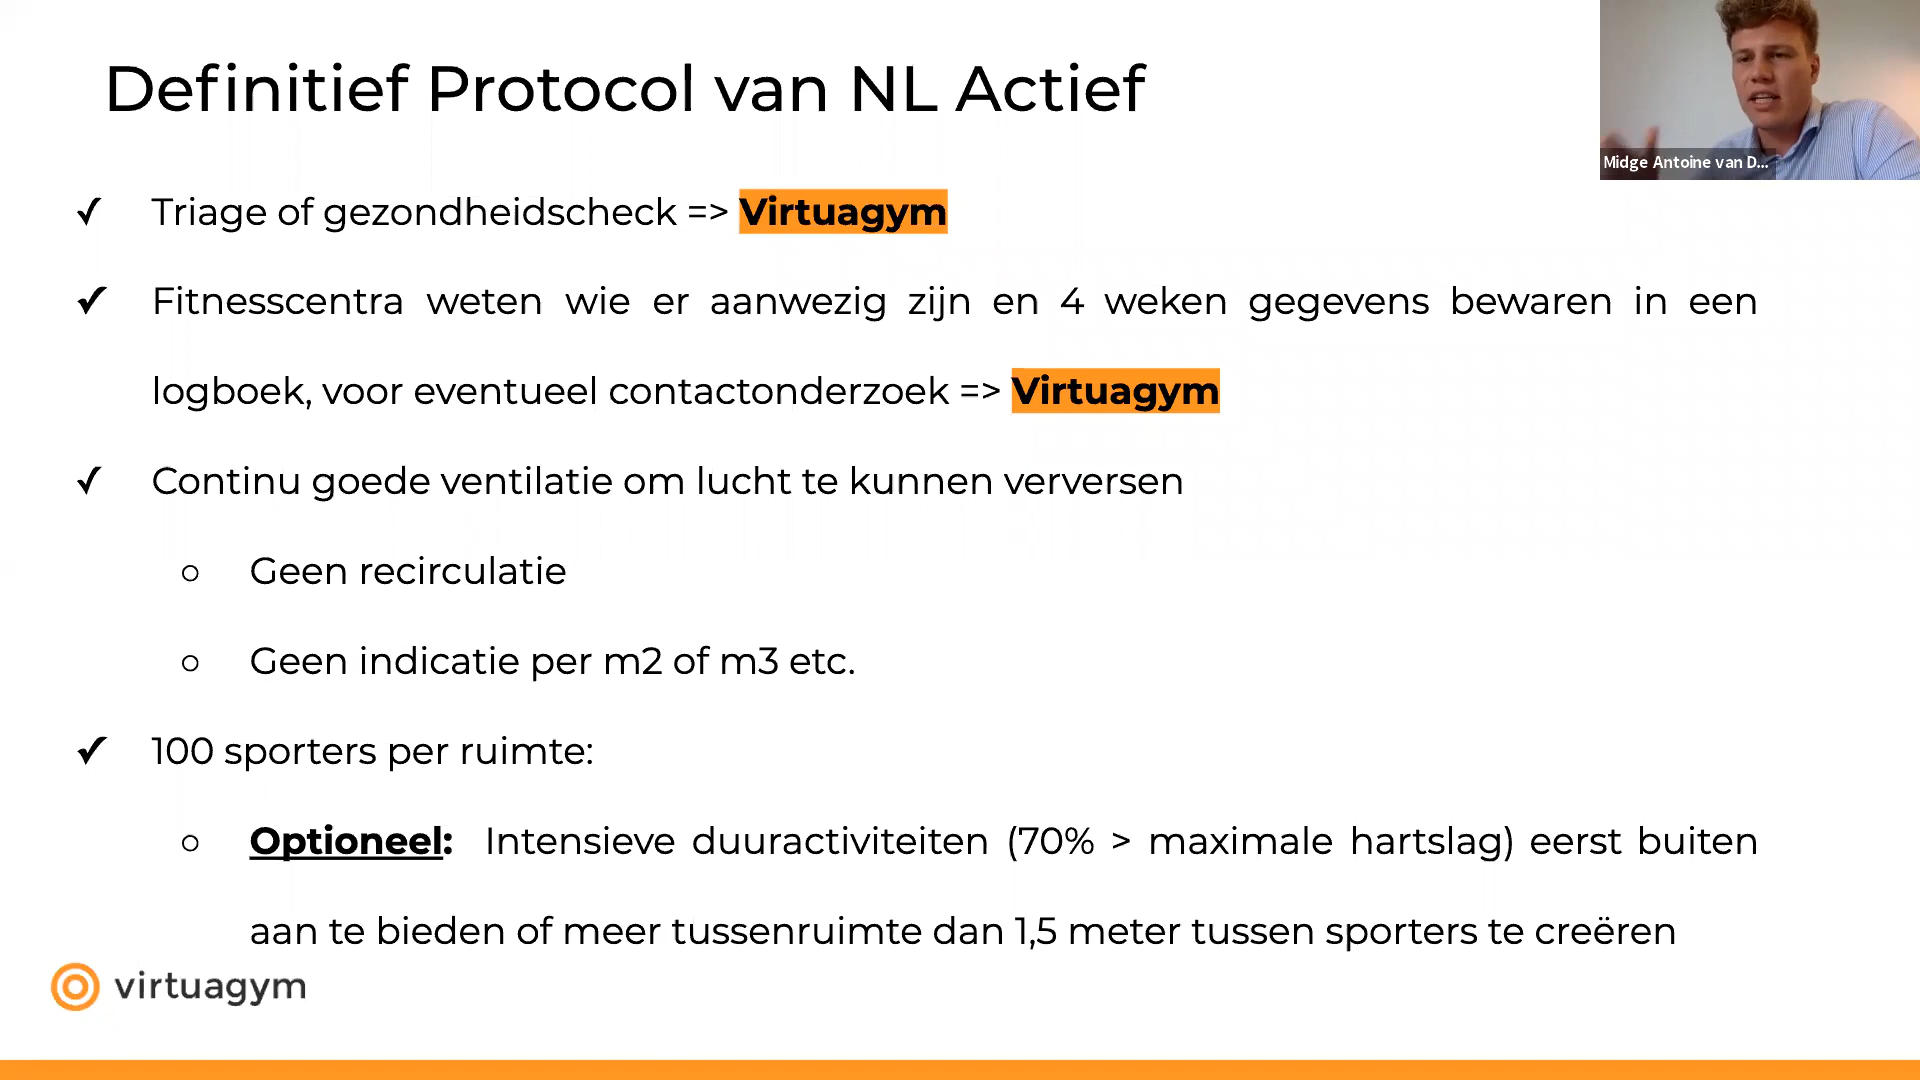 Definitief Protocol van NL Actief
Midge Antoine van D...
✓ Triage of gezondheidscheck => Virtuagym
✓ Fitnesscentra weten wie er aanwezig zijn en 4 weken gegevens bewaren in een
logboek, voor eventueel contactonderzoek => Virtuagym
✓ Continu goede ventilatie om lucht te kunnen verversen
○ Geen recirculatie
○ Geen indicatie per m2 of m3 etc.
✓ 100 sporters per ruimte:
○ Optioneel: Intensieve duuractiviteiten (70% > maximale hartslag) eerst buiten
aan te bieden of meer tussenruimte dan 1,5 meter tussen sporters te creëren
virtuagym